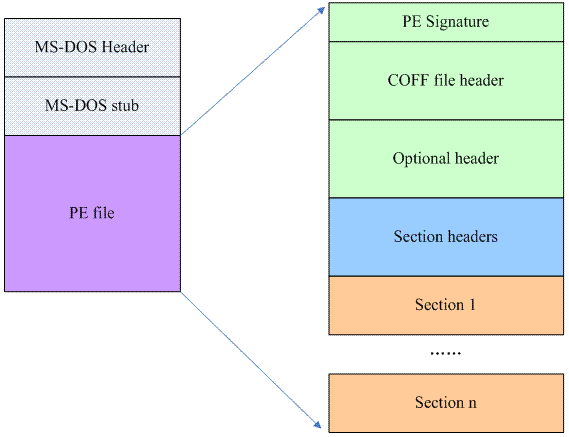 MS-DOS Header
MS-DOS stub
PE file
PE Signature
COFF file header
Optional header
Section headers
Section 1
......
Section n